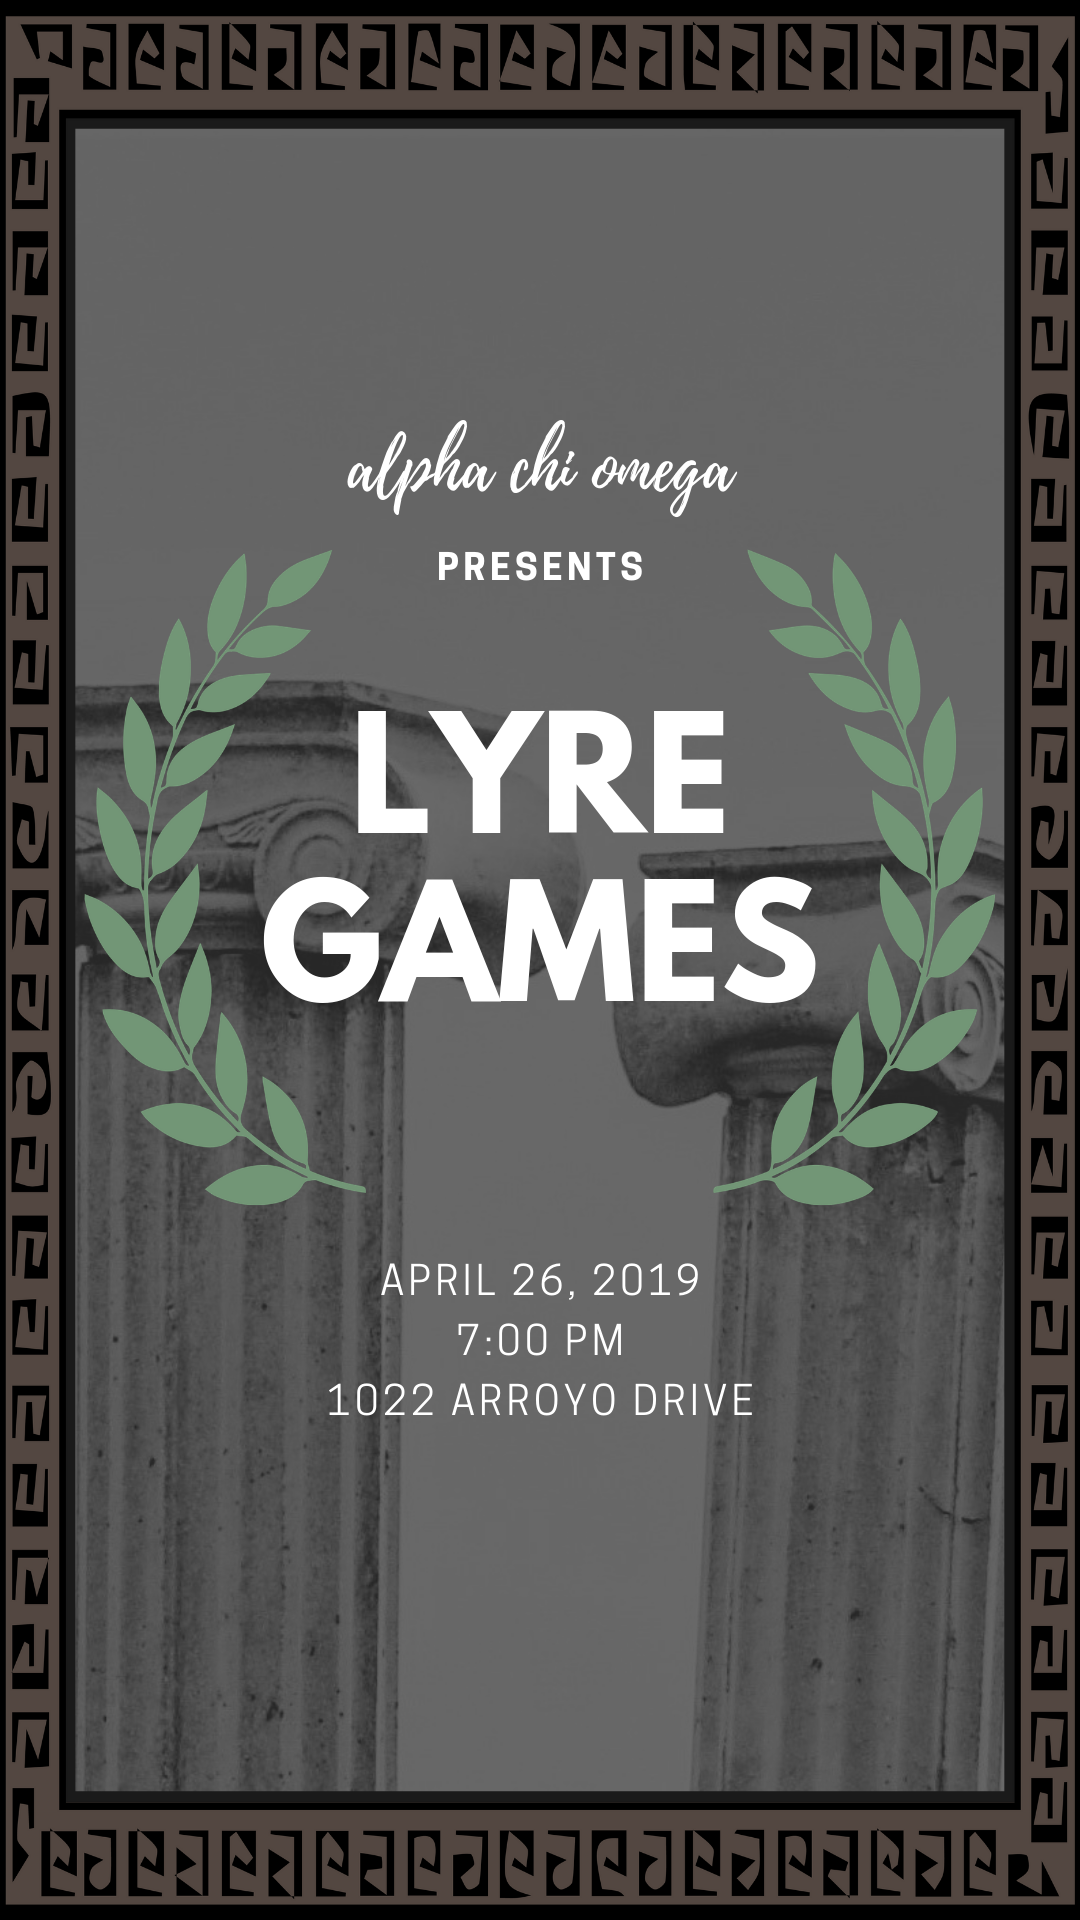 alpha chi omega
PRESENTS
LYRE
GAMES
APRIL 26, 2019
7:00 PM
1022 ARROYO DRIVE